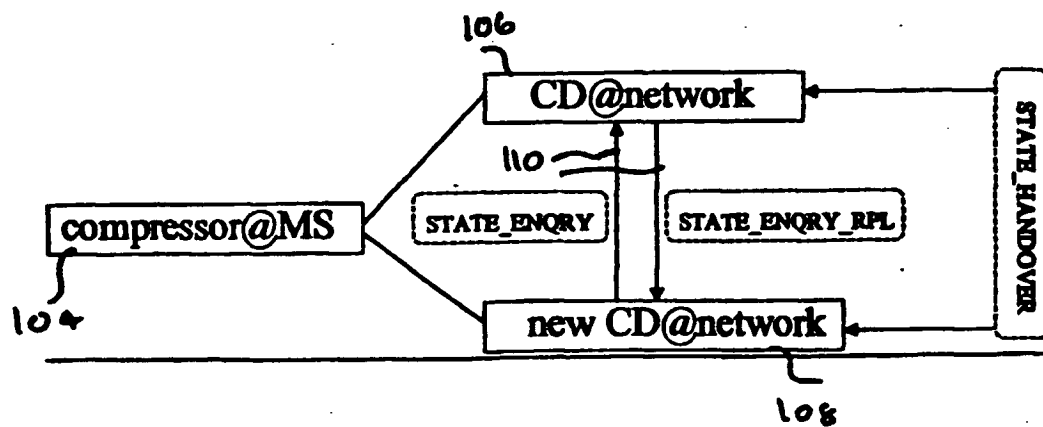 106
CD@network
110
STATE_HANDOVER
STATE_ENQRY
STATE_ENQRY_RPL
compressor@MS
104
new CD@network
108